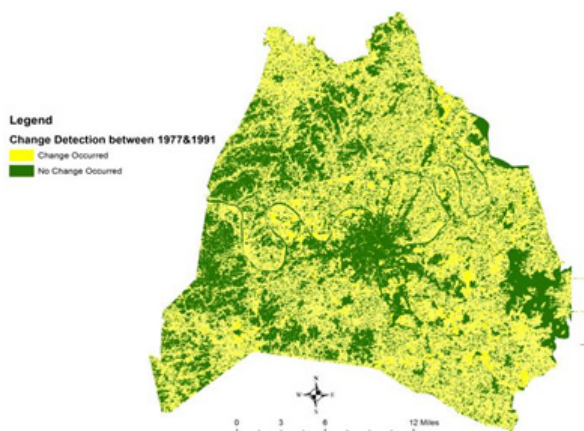 Legend
Change Detection between 1977&1991
Change Occurred
No Change Occurred
N
W E
S
0 3 6 12 Miles